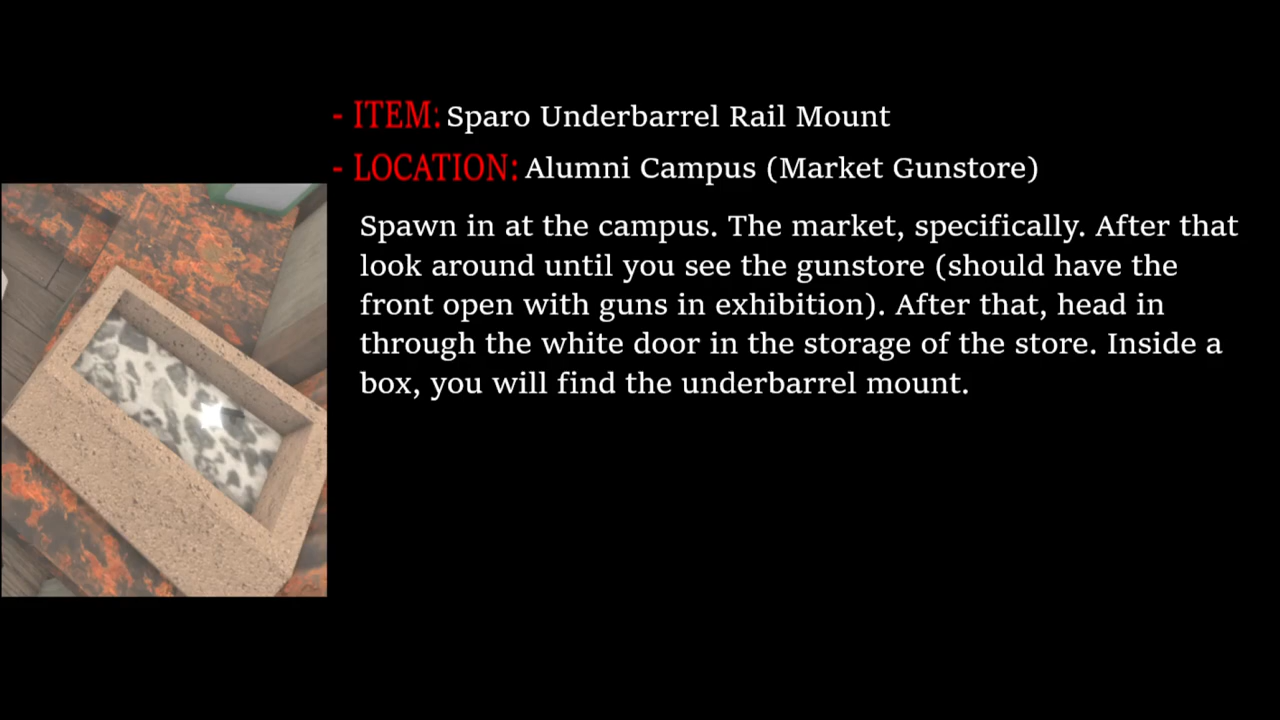 - ITEM: Sparo Underbarrel Rail Mount
- LOCATION: Alumni Campus (Market Gunstore)
Spawn in at the campus. The market, specifically. After that
look around until you see the gunstore (should have the
front open with guns in exhibition). After that, head in
through the white door in the storage of the store. Inside a
box, you will find the underbarrel mount.